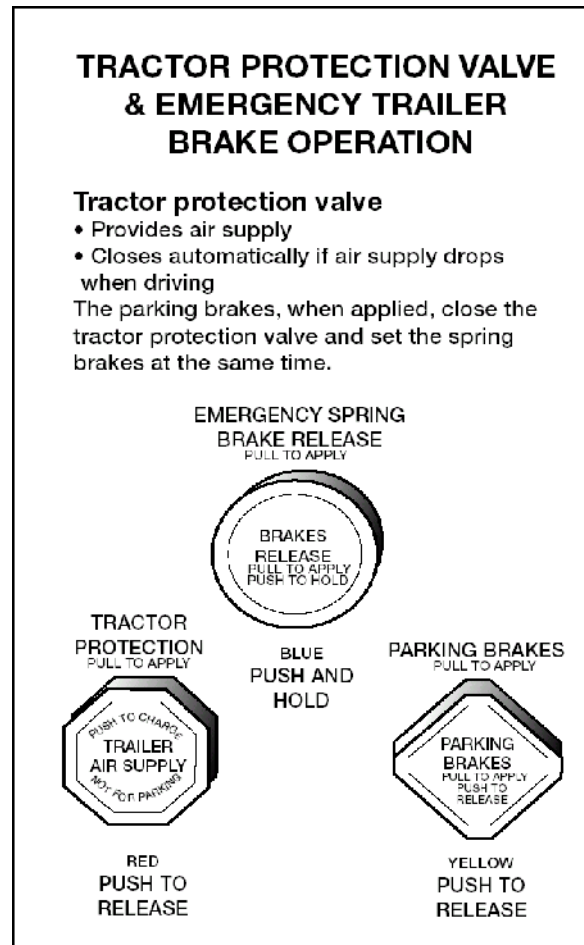 TRACTOR PROTECTION VALVE
& EMERGENCY TRAILER
BRAKE OPERATION
Tractor protection valve
• Provides air supply
• Closes automatically if air supply drops
when driving
The parking brakes, when applied, close the
tractor protection valve and set the spring
brakes at the same time.
EMERGENCY SPRING
BRAKE RELEASE
PULL TO APPLY
BRAKES
RELEASE
PULL TO APPLY
PUSH TO HOLD
BLUE
PUSH AND
HOLD
TRACTOR
PROTECTION
PULL TO APPLY
PUSH TO CHARGE
TRAILER
AIR SUPPLY
NOT FOR PARKING
RED
PUSH TO
RELEASE
PARKING BRAKES
PULL TO APPLY
PARKING
BRAKES
PULL TO APPLY
PUSH TO
RELEASE
YELLOW
PUSH TO
RELEASE